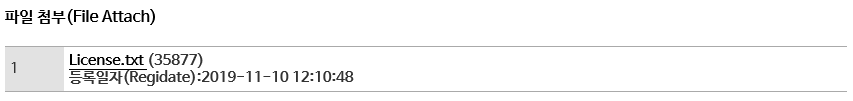 파일 첨부(File Attach)
1
License.txt (35877)
등록일자(Regidate):2019-11-10 12:10:48